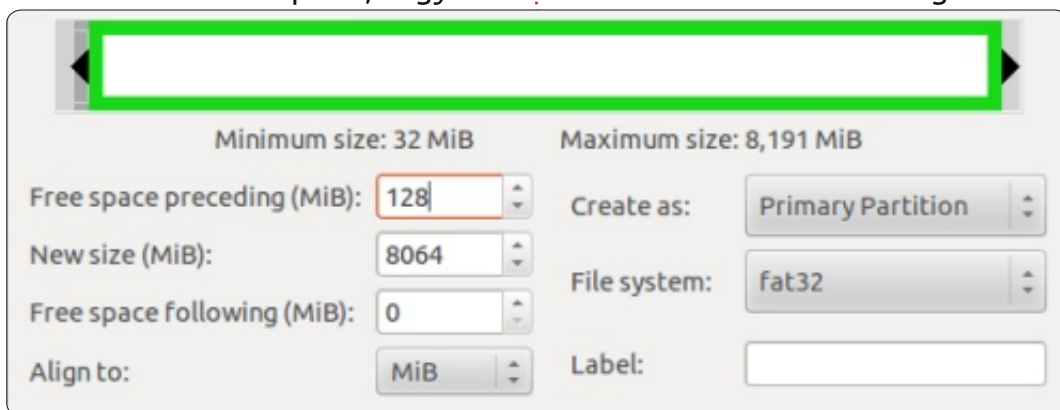 Minimum size: 32 MiB
Maximum size: 8,191 MiB
Free space preceding (MiB): 128
New size (MiB): 8064
Free space following (MiB): 0
Align to: MiB
Create as: Primary Partition
File system: fat32
Label: